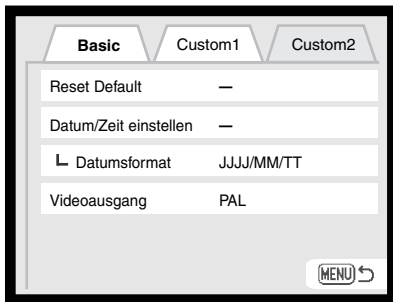 Basic Custom1 Custom2
Reset Default —
Datum/Zeit einstellen —
Datumsformat JJJJ/MM/TT
Videoausgang PAL
MENU